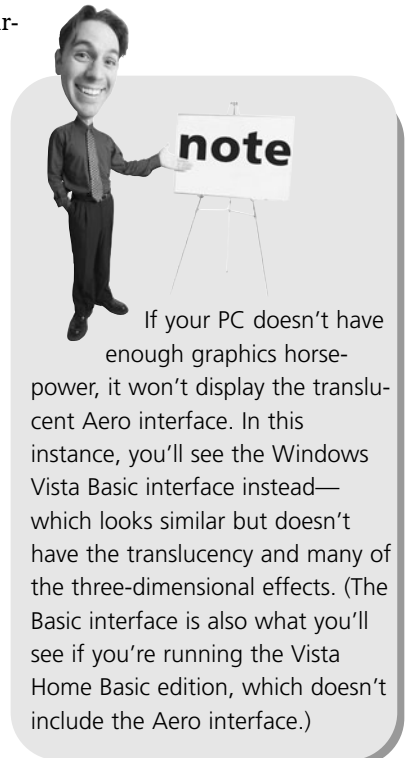 ır-
note
If your PC doesn't have
enough graphics horse-
power, it won't display the translu-
cent Aero interface. In this
instance, you'll see the Windows
Vista Basic interface instead—
which looks similar but doesn't
have the translucency and many of
the three-dimensional effects. (The
Basic interface is also what you'll
see if you're running the Vista
Home Basic edition, which doesn't
include the Aero interface.)